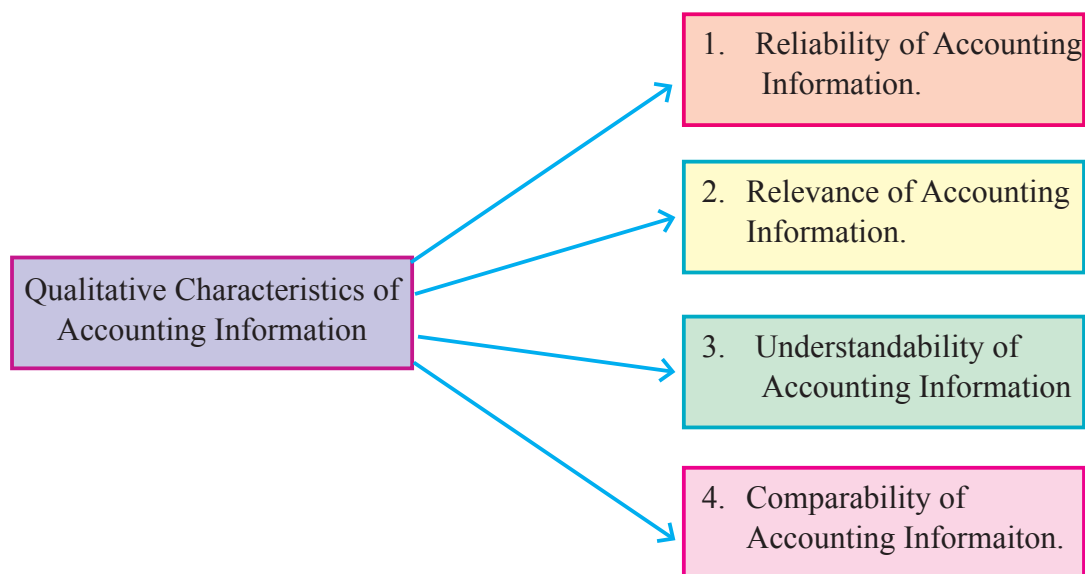 Qualitative Characteristics of
Accounting Information
1. Reliability of Accounting
Information.
2. Relevance of Accounting
Information.
3. Understandability of
Accounting Information
4. Comparability of
Accounting Informaiton.